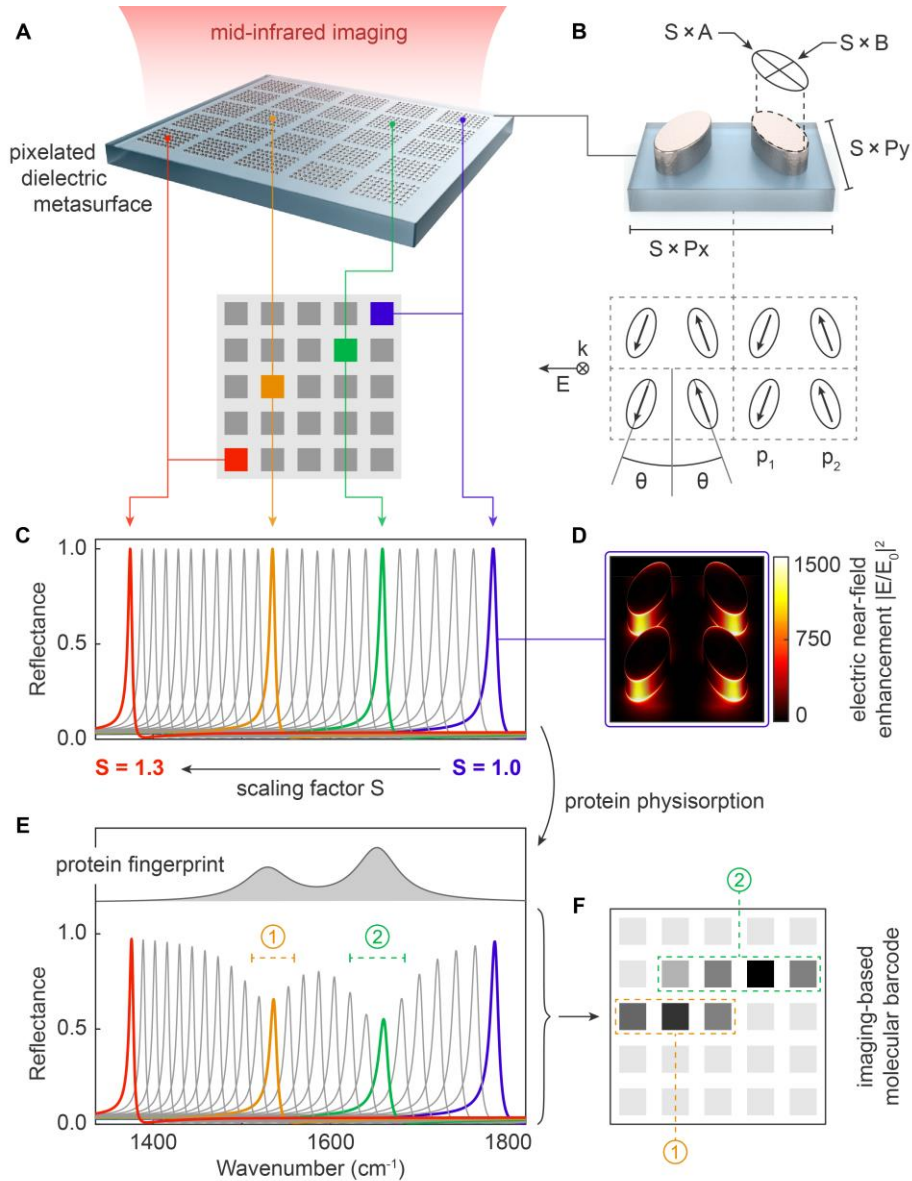 A
mid-infrared imaging
pixelated
dielectric
metasurface
B
S × A
S × B
S × Py
S × Px
k
E
θ
θ
p₁
p₂
C
1.0
0.5
0.0
Reflectance
S = 1.3
S = 1.0
scaling factor S
D
1500
750
0
electric near-field
enhancement |E/E₀|²
protein physisorption
E
protein fingerprint
1.0
0.5
0.0
Reflectance
1
2
1400
1600
1800
Wavenumber (cm⁻¹)
F
2
1
imaging-based
molecular barcode